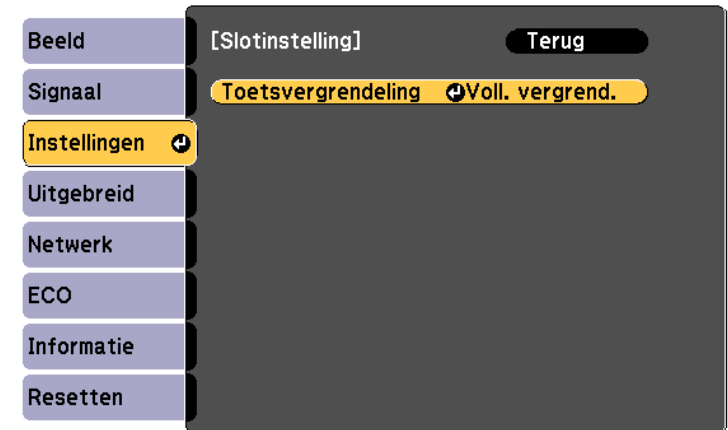 Beeld
Signaal
Instellingen
Uitgebreid
Netwerk
ECO
Informatie
Resetten
[Slotinstelling] Terug
Toetsvergrendeling Voll. vergrend.